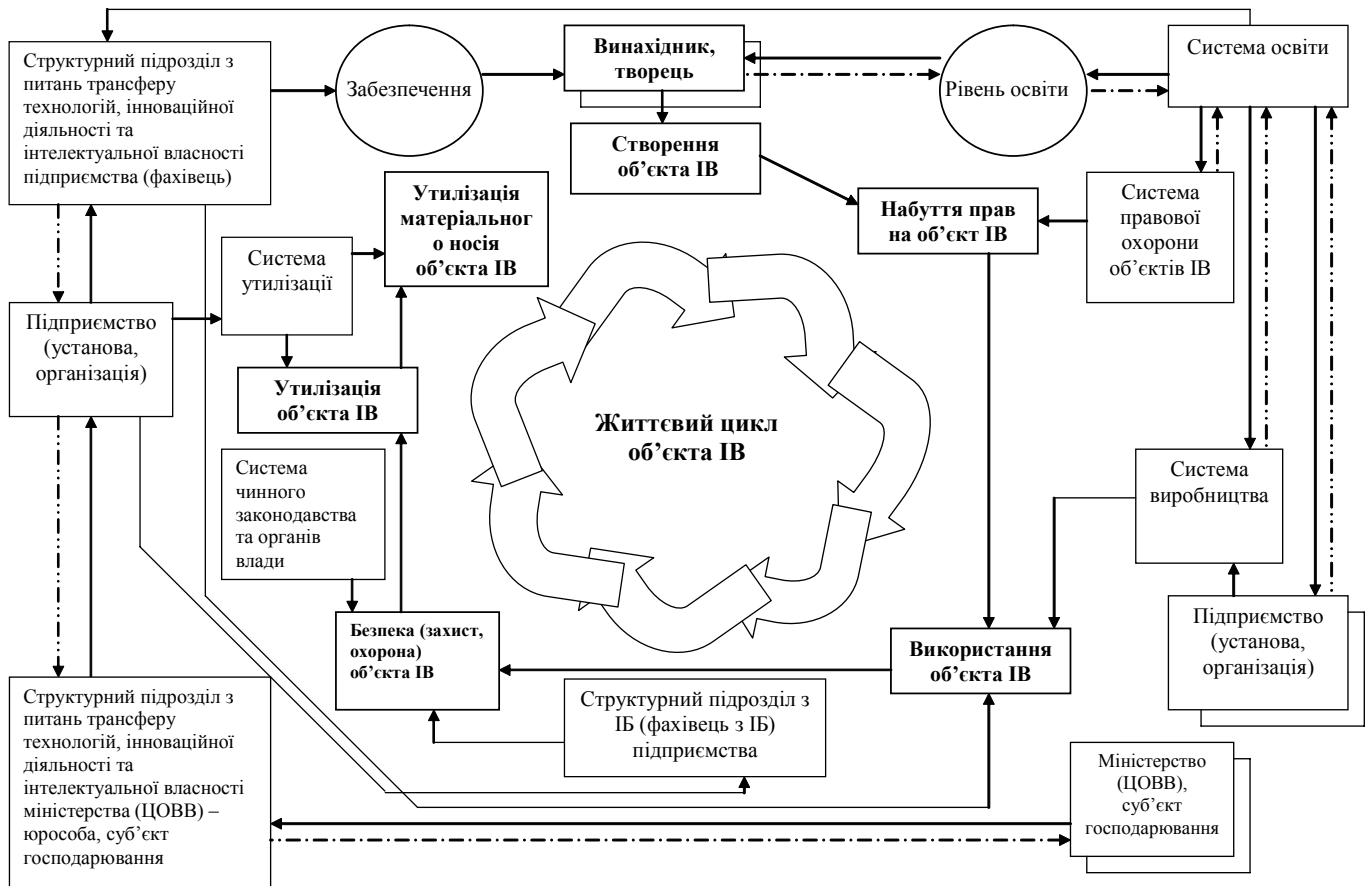 Структурний підрозділ з
питань трансферу
технологій, інноваційної
діяльності та
інтелектуальної власності
підприємства (фахівець)
Забезпечення
Винахідник,
творець
Рівень освіти
Система освіти
Створення
об’єкта ІВ
Утилізація
матеріальног
о носія
об’єкта ІВ
Набуття прав
на об’єкт ІВ
Система
правової
охорони
об’єктів ІВ
Система
утилізації
Підприємство
(установа,
організація)
Утилізація
об’єкта ІВ
Життєвий цикл
об’єкта ІВ
Система
чинного
законодавства
та органів
влади
Система
виробництва
Безпека (захист,
охорона)
об’єкта ІВ
Використання
об’єкта ІВ
Підприємство
(установа,
організація)
Структурний підрозділ з
питань трансферу
технологій, інноваційної
діяльності та
інтелектуальної власності
міністерства (ЦОВВ) –
юрособа, суб’єкт
господарювання
Структурний підрозділ з
ІБ (фахівець з ІБ)
підприємства
Міністерство
(ЦОВВ),
суб’єкт
господарювання